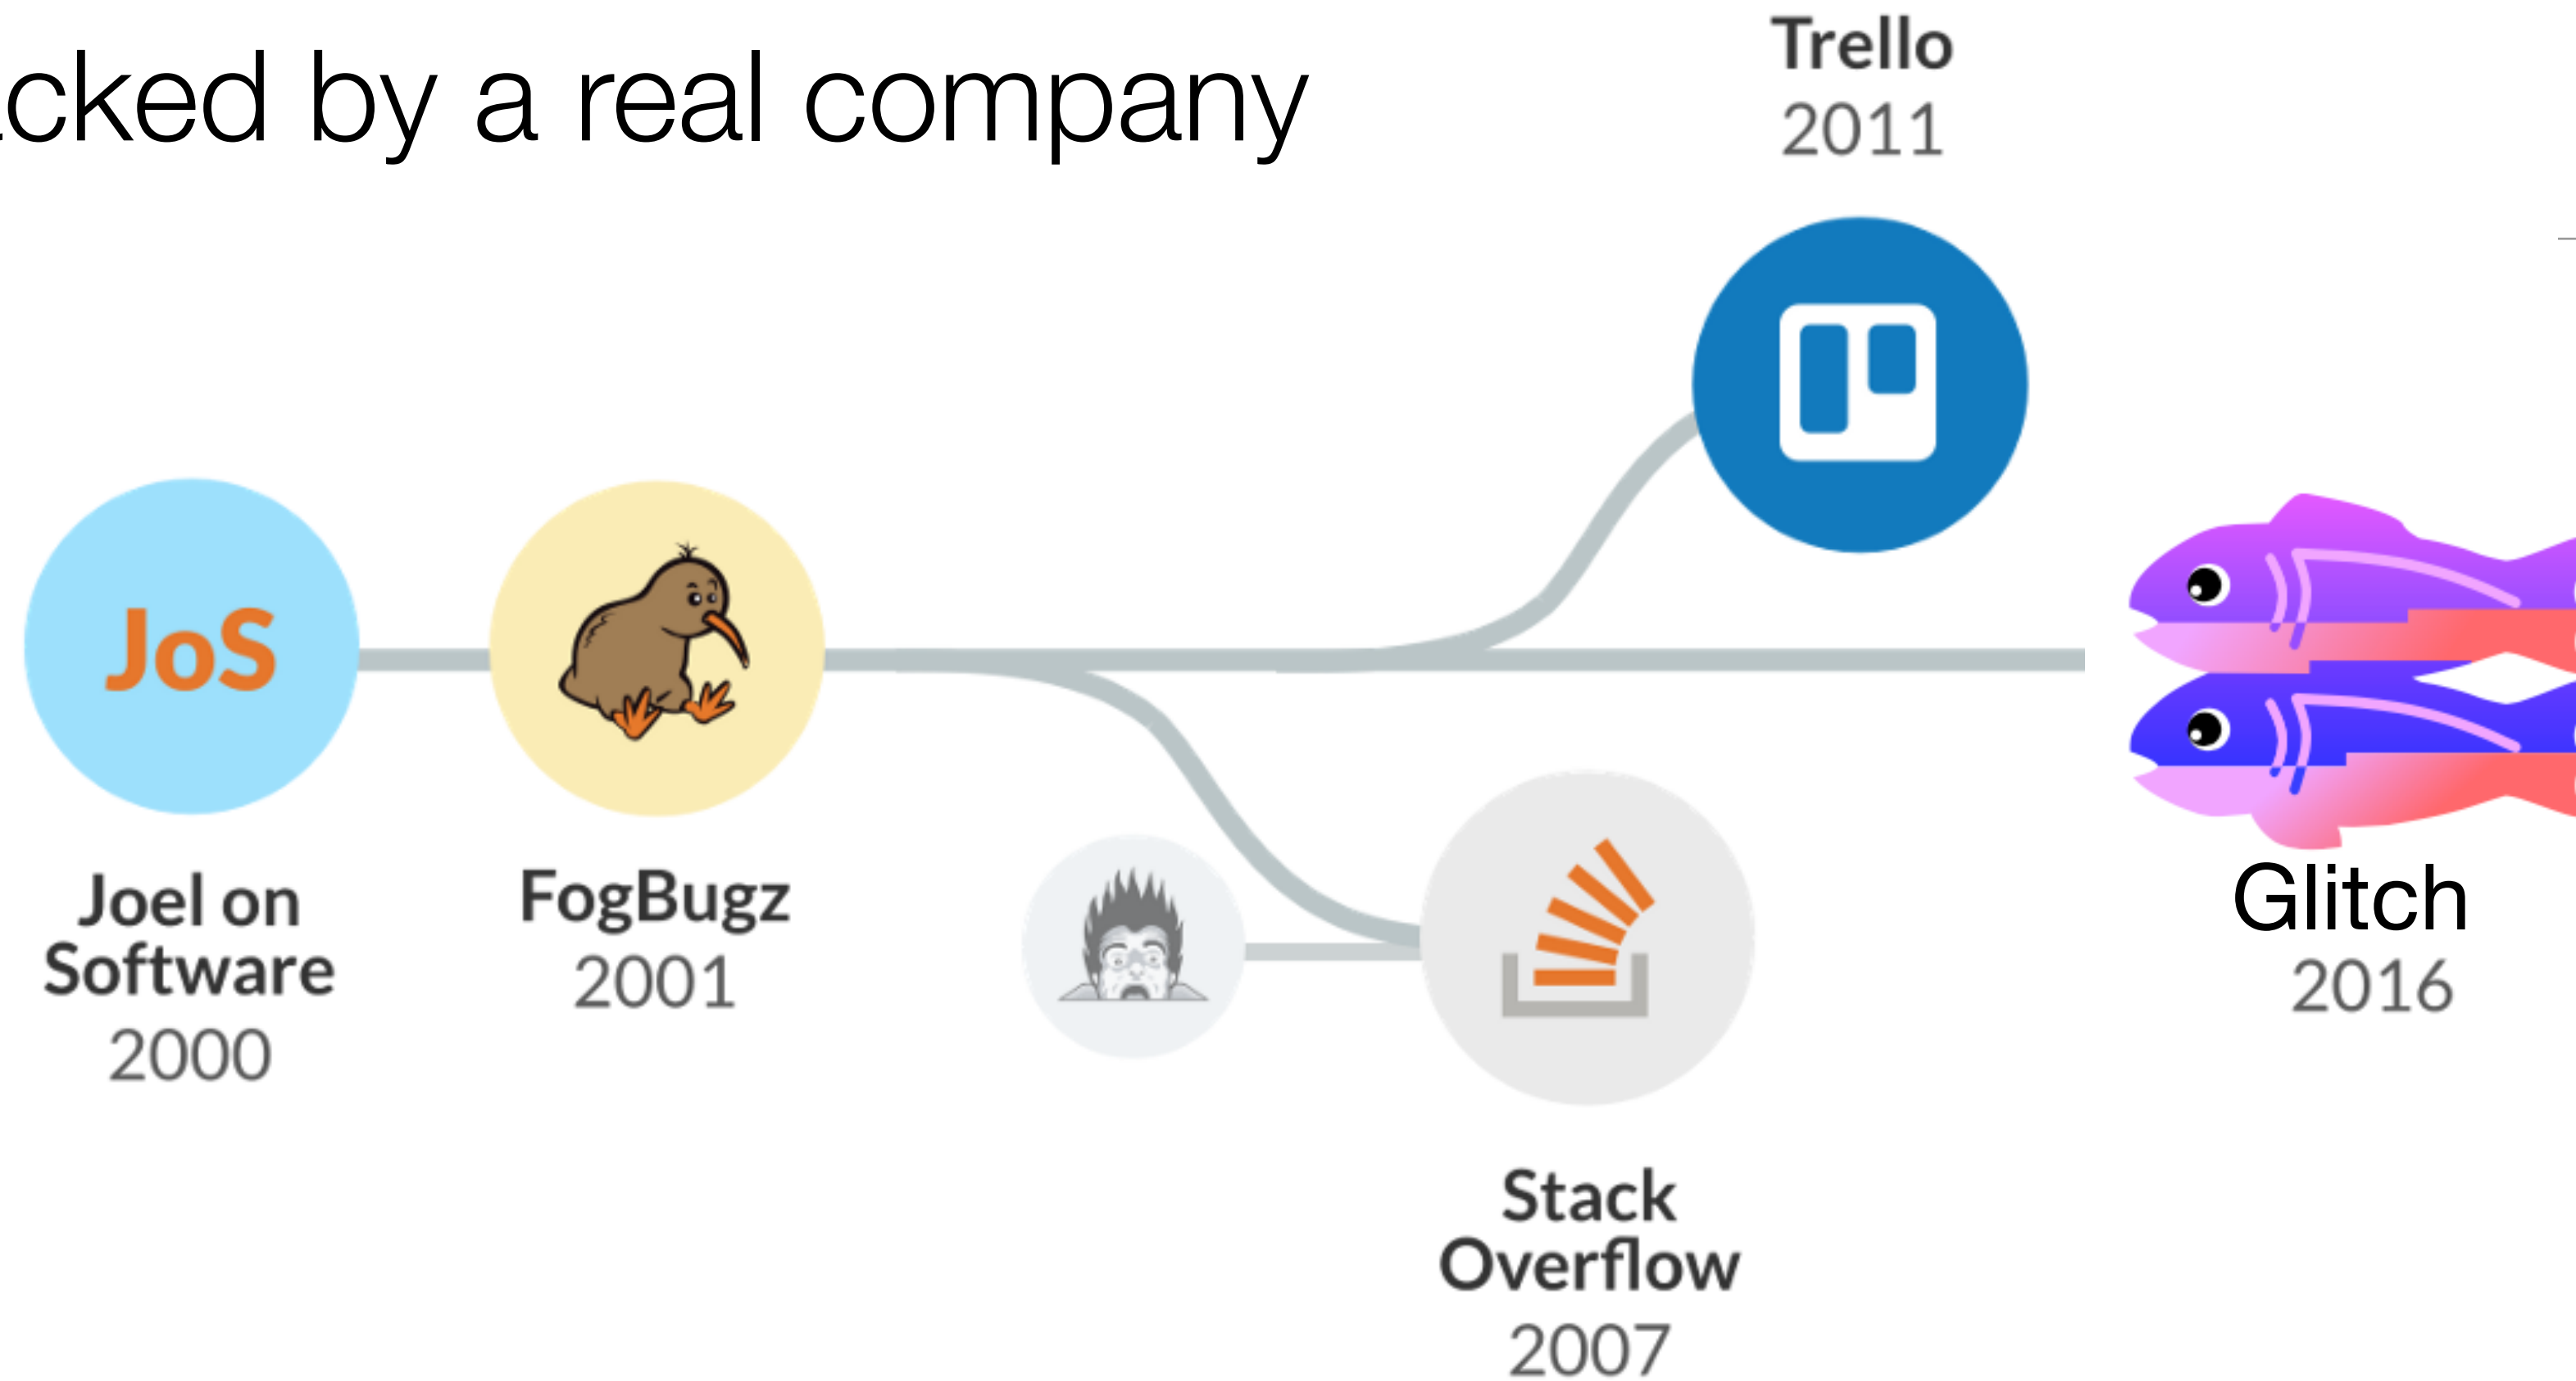 cked by a real company
Trello
2011
JoS
Joel on
Software
2000
FogBugz
2001
Stack
Overflow
2007
Glitch
2016